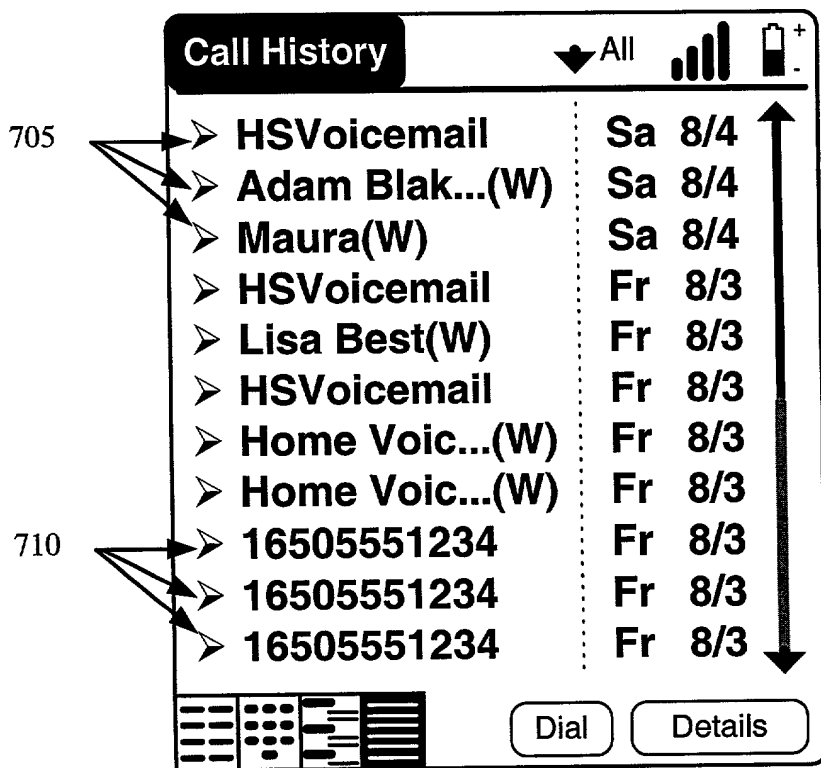 Call History All + -
705
HSVoicemail Sa 8/4
Adam Blak...(W) Sa 8/4
Maura(W) Sa 8/4
HSVoicemail Fr 8/3
Lisa Best(W) Fr 8/3
HSVoicemail Fr 8/3
Home Voic...(W) Fr 8/3
Home Voic...(W) Fr 8/3
710
16505551234 Fr 8/3
16505551234 Fr 8/3
16505551234 Fr 8/3
Dial Details